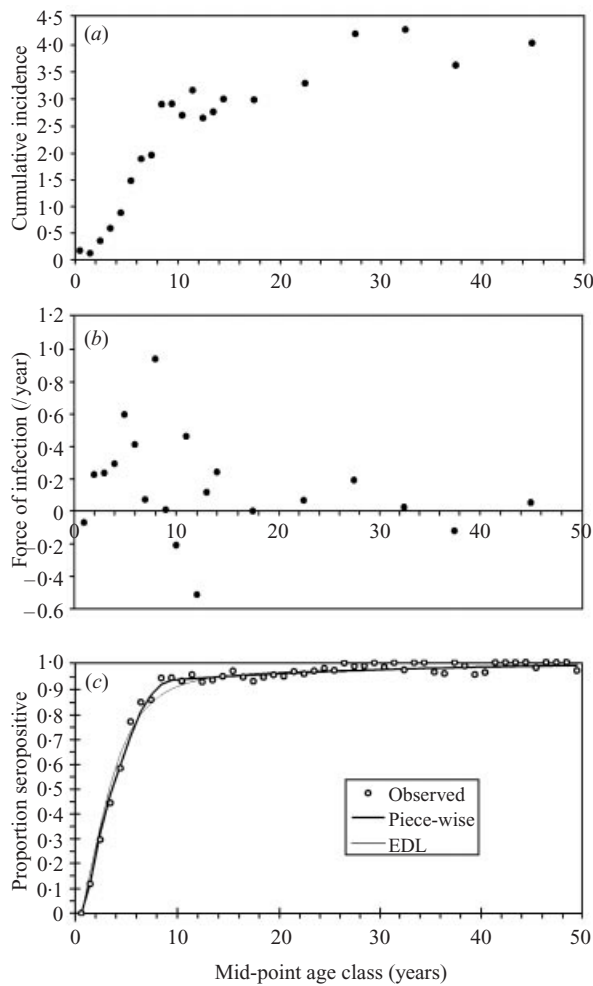 (a)
Cumulative incidence
4·5
4·0
3·5
3·0
2·5
2·0
1·5
1·0
0·5
0
0 10 20 30 40 50
(b)
Force of infection (/year)
1·2
1·0
0·8
0·6
0·4
0·2
0
−0·2
−0·4
−0·6
0 10 20 30 40 50
(c)
Proportion seropositive
1·0
0·9
0·8
0·7
0·6
0·5
0·4
0·3
0·2
0·1
0
Observed
Piece-wise
EDL
0 10 20 30 40 50
Mid-point age class (years)